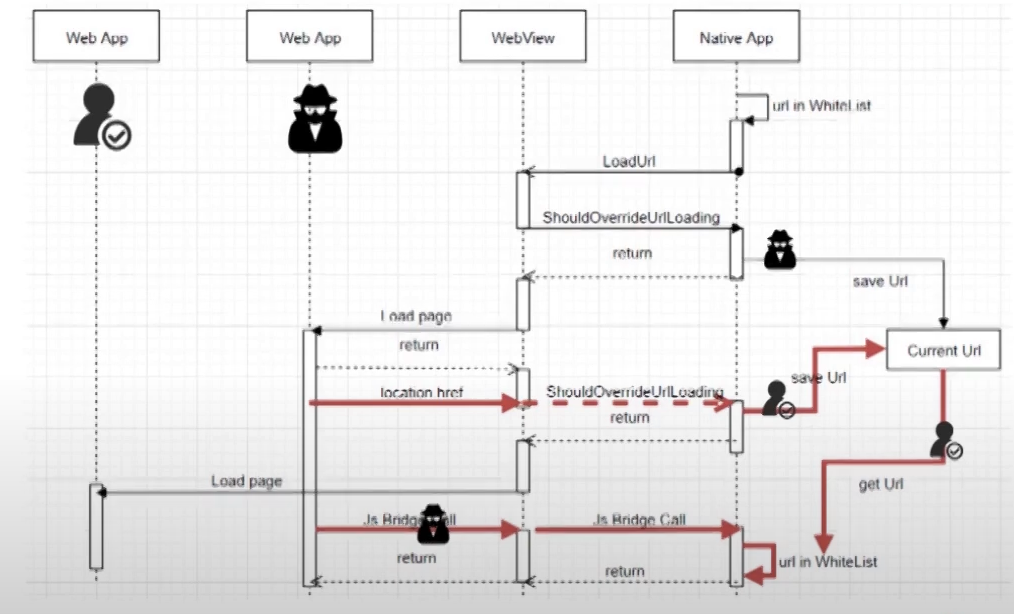 Web App
Web App
WebView
Native App
url in WhiteList
LoadUrl
ShouldOverrideUrlLoading
return
save Url
Load page
return
Current Url
save Url
location href
ShouldOverrideUrlLoading
return
Load page
get Url
Js Bridge
Js Bridge Call
return
url in WhiteList
return